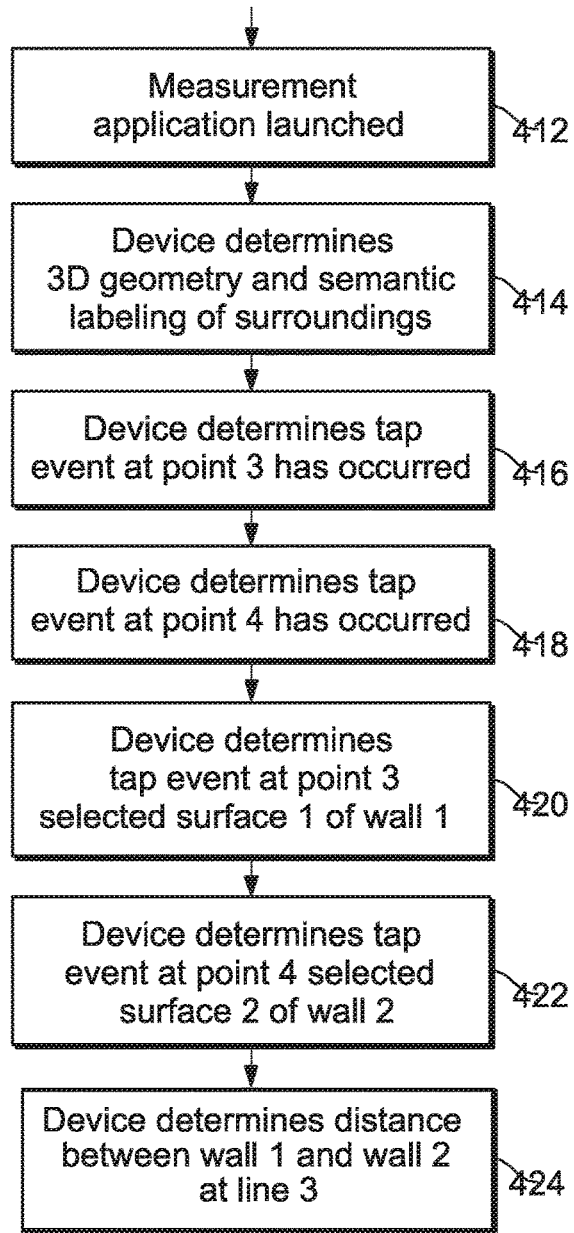 Measurement
application launched
412
Device determines
3D geometry and semantic
labeling of surroundings
414
Device determines tap
event at point 3 has occurred
416
Device determines tap
event at point 4 has occurred
418
Device determines
tap event at point 3
selected surface 1 of wall 1
420
Device determines tap
event at point 4 selected
surface 2 of wall 2
422
Device determines distance
between wall 1 and wall 2
at line 3
424